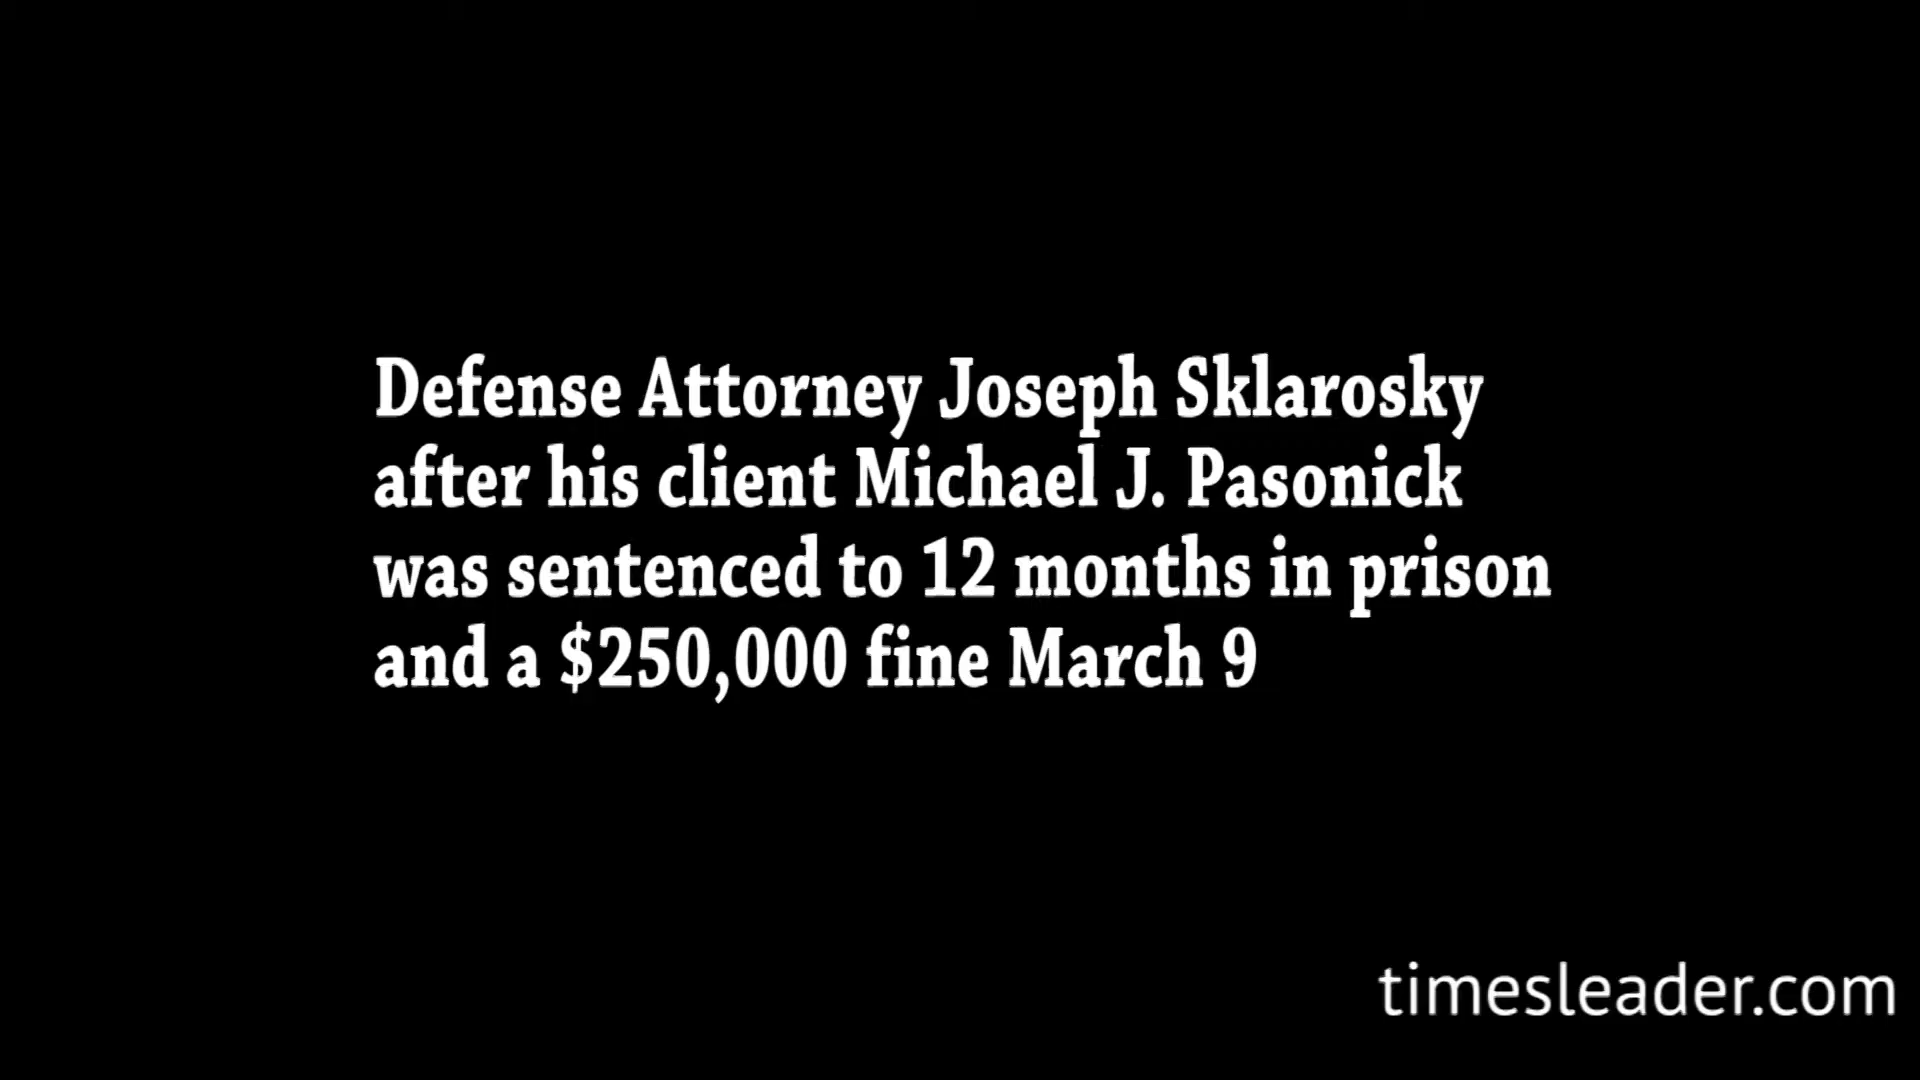 Defense Attorney Joseph Sklarosky
after his client Michael J. Pasonick
was sentenced to 12 months in prison
and a $250,000 fine March 9
timesleader.com